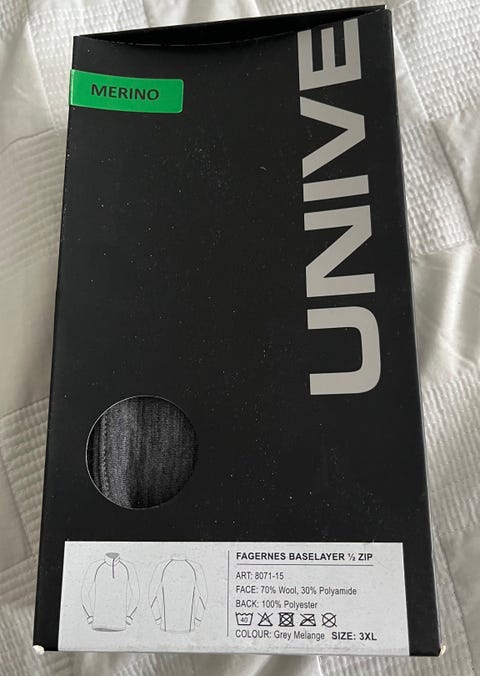 MERINO
UNIVE
FAGERNES BASELAYER ½ ZIP
ART: 8071-15
FACE: 70% Wool, 30% Polyamide
BACK: 100% Polyester
40
COLOUR: Grey Melange SIZE: 3XL